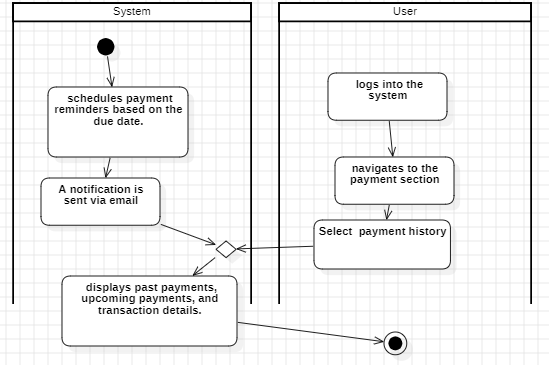 System
User
schedules payment
reminders based on the
due date.
A notification is
sent via email
logs into the
system
navigates to the
payment section
Select  payment history
displays past payments,
upcoming payments, and
transaction details.